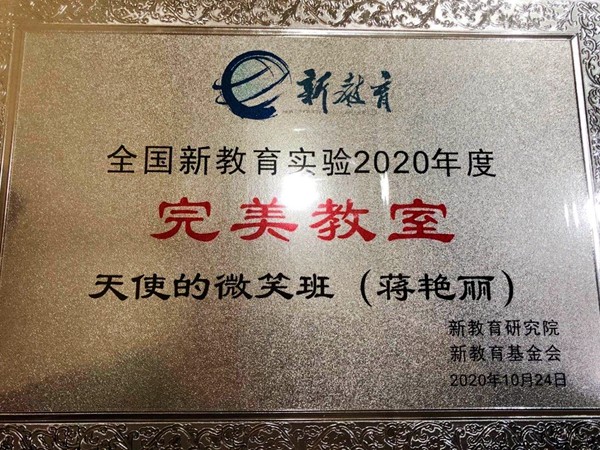 新教育
全国新教育实验2020年度
完美教室
天使的微笑班（蒋艳丽）
新教育研究院
新教育基金会
2020年10月24日